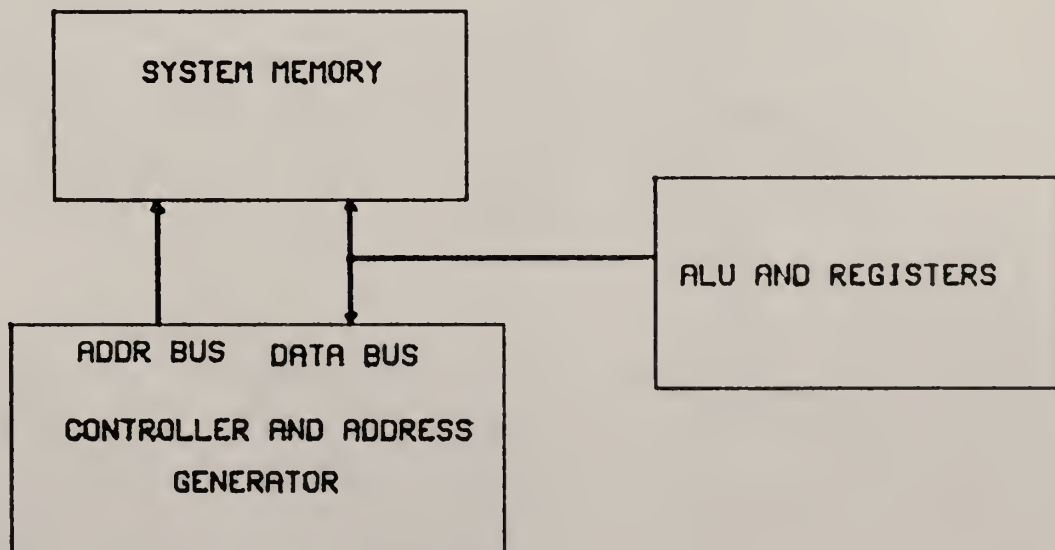 SYSTEM MEMORY
ALU AND REGISTERS
ADDR BUS DATA BUS
CONTROLLER AND ADDRESS
GENERATOR